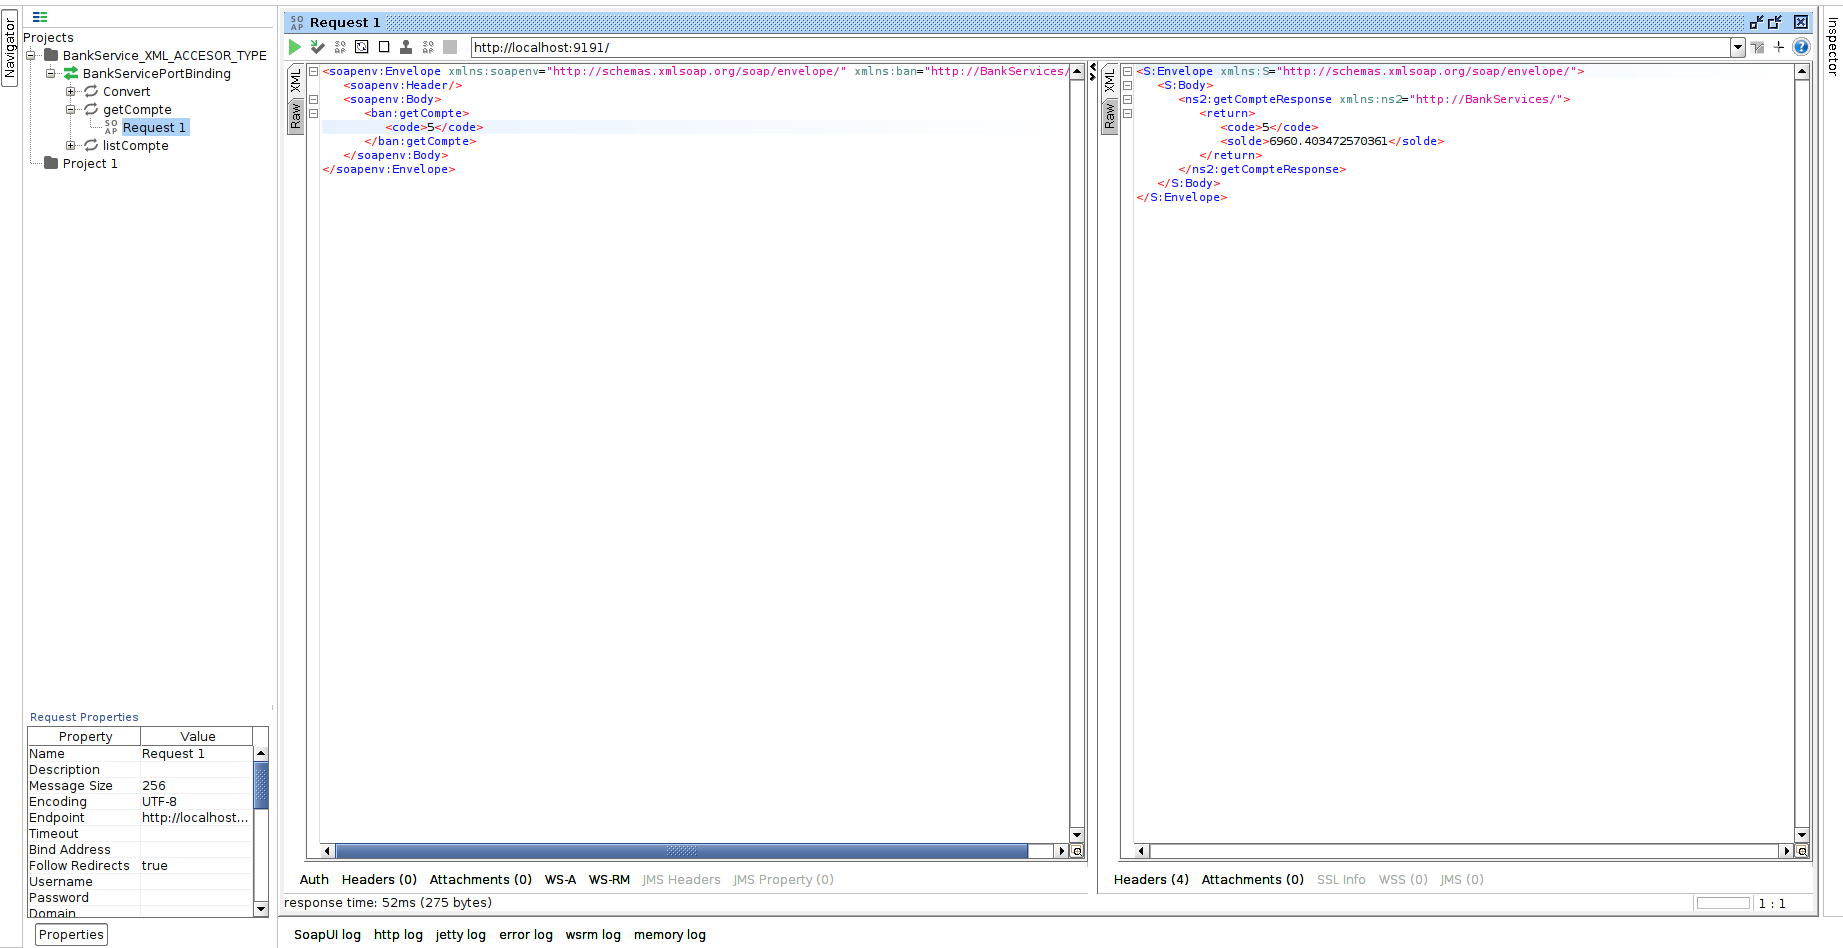 Navigator
Projects
BankService_XML_ACCESOR_TYPE
BankServicePortBinding
Convert
getCompte
SO AP Request 1
listCompte
Project 1
Request Properties
Property Value
Name Request 1
Description
Message Size 256
Encoding UTF-8
Endpoint http://localhost...
Timeout
Bind Address
Follow Redirects true
Username
Password
Domain
Properties
SO AP Request 1
http://localhost:9191/
XML
Raw
<soapenv:Envelope xmlns:soapenv="http://schemas.xmlsoap.org/soap/envelope/" xmlns:ban="http://BankServices/
<soapenv:Header/>
<soapenv:Body>
<ban:getCompte>
<code>5</code>
</ban:getCompte>
</soapenv:Body>
</soapenv:Envelope>
Auth Headers (0) Attachments (0) WS-A WS-RM JMS Headers JMS Property (0)
XML
Raw
<S:Envelope xmlns:S="http://schemas.xmlsoap.org/soap/envelope/">
<S:Body>
<ns2:getCompteResponse xmlns:ns2="http://BankServices/">
<return>
<code>5</code>
<solde>6960.403472570361</solde>
</return>
</ns2:getCompteResponse>
</S:Body>
</S:Envelope>
Headers (4) Attachments (0) SSL Info WSS (0) JMS (0)
response time: 52ms (275 bytes)
1 : 1
SoapUI log http log jetty log error log wsrm log memory log
Inspector